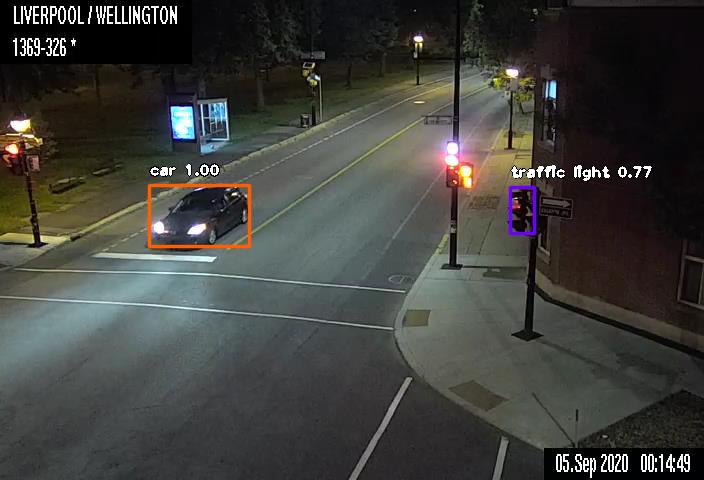 LIVERPOOL / WELLINGTON
1369-326 *
car 1.00
traffic light 0.77
05.Sep 2020 00:14:49